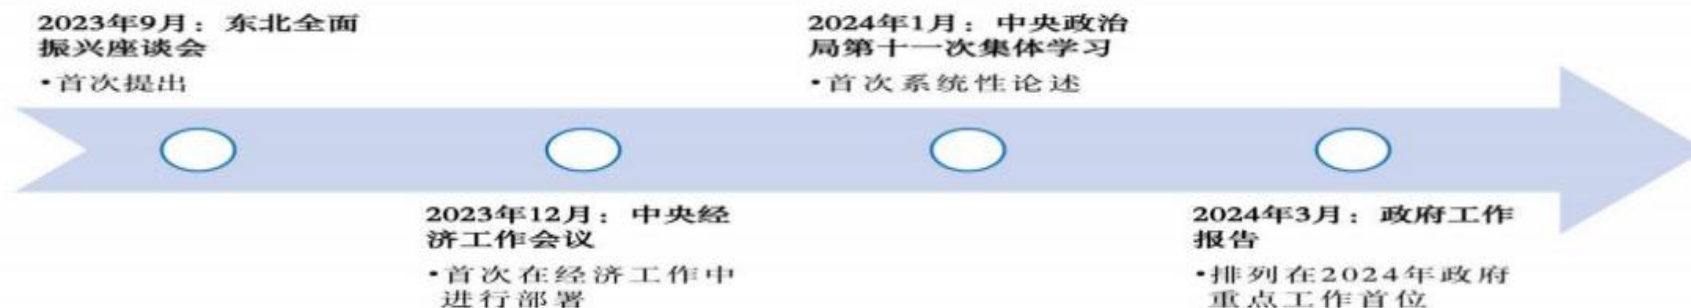 2023年9月：东北全面
振兴座谈会
•首次提出
2023年12月：中央经
济工作会议
•首次在经济工作中
进行部署
2024年1月：中央政治
局第十一次集体学习
•首次系统性论述
2024年3月：政府工作
报告
•排列在2024年政府
重点工作首位